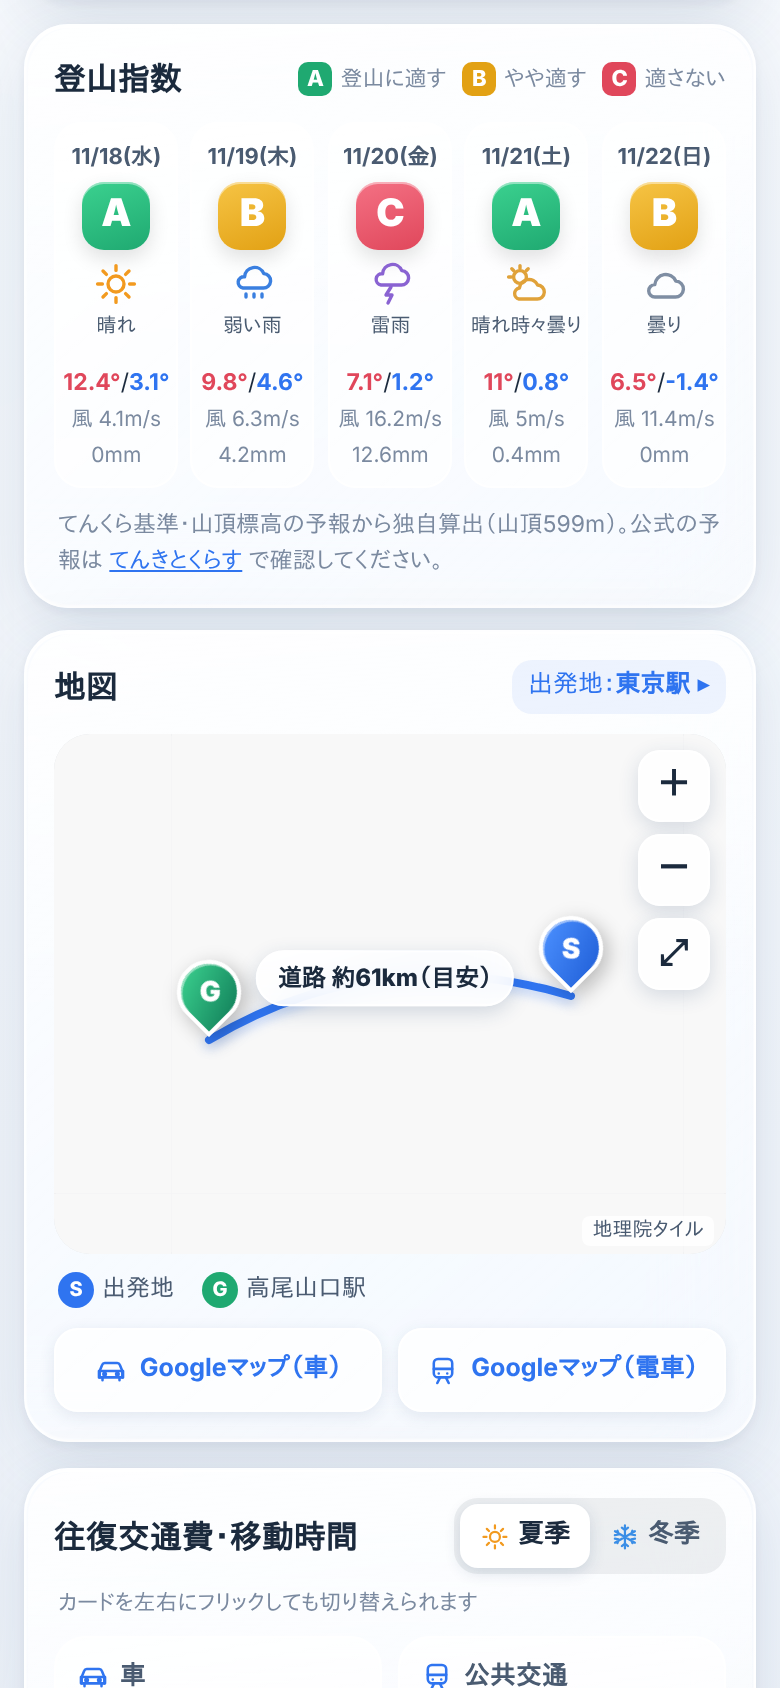 登山指数 A 登山に適す B やや適す C 適さない
11/18(水) 11/19(木) 11/20(金) 11/21(土) 11/22(日)
A B C A B
晴れ 弱い雨 雷雨 晴れ時々曇り 曇り
12.4°/3.1° 9.8°/4.6° 7.1°/1.2° 11°/0.8° 6.5°/-1.4°
風 4.1m/s 風 6.3m/s 風 16.2m/s 風 5m/s 風 11.4m/s
0mm 4.2mm 12.6mm 0.4mm 0mm
てんくら基準・山頂標高の予報から独自算出（山頂599m）。公式の予
報は てんきとくらす で確認してください。
地図 出発地：東京駅 ▸
+
−
S
G 道路 約61km（目安）
地理院タイル
S 出発地 G 高尾山口駅
Googleマップ（車） Googleマップ（電車）
往復交通費・移動時間 夏季 冬季
カードを左右にフリックしても切り替えられます
車 公共交通